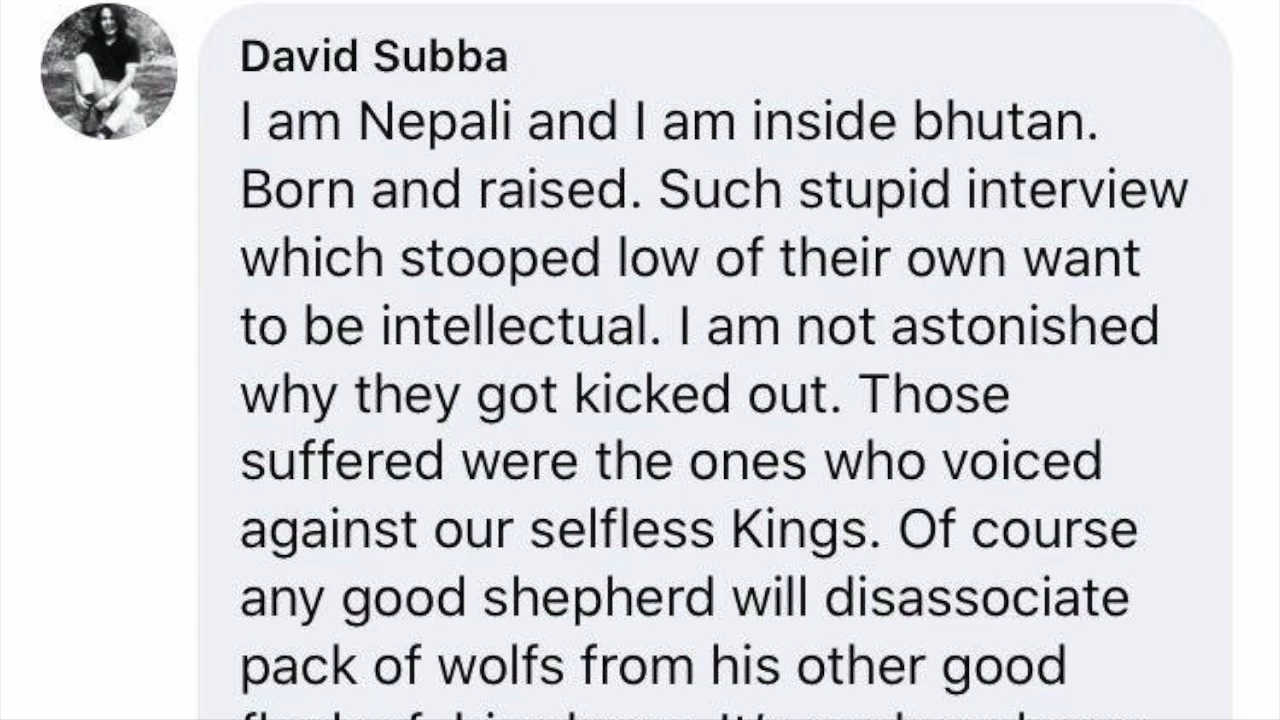 David Subba
I am Nepali and I am inside bhutan.
Born and raised. Such stupid interview
which stooped low of their own want
to be intellectual. I am not astonished
why they got kicked out. Those
suffered were the ones who voiced
against our selfless Kings. Of course
any good shepherd will disassociate
pack of wolfs from his other good